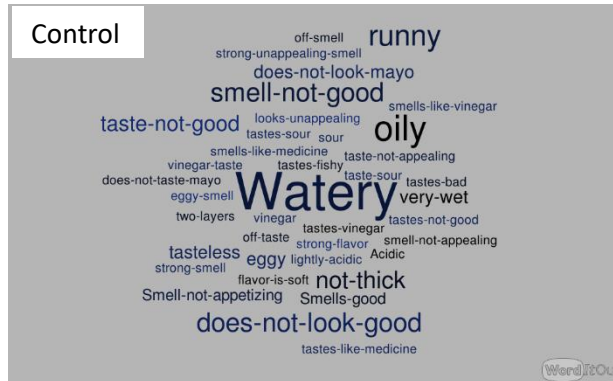 Control
off-smell
runny
strong-unappealing-smell
does-not-look-mayo
smell-not-good
smells-like-vinegar
taste-not-good
looks-unappealing
oily
tastes-sour
sour
smells-like-medicine
taste-not-appealing
vinegar-taste
tastes-fishy
taste-sour
does-not-taste-mayo
Watery
tastes-bad
eggy-smell
very-wet
two-layers
vinegar
tastes-not-good
tastes-vinegar
off-taste
strong-flavor
smell-not-appealing
tasteless
eggy
lightly-acidic
Acidic
strong-smell
flavor-is-soft
not-thick
Smell-not-appetizing
Smells-good
does-not-look-good
tastes-like-medicine